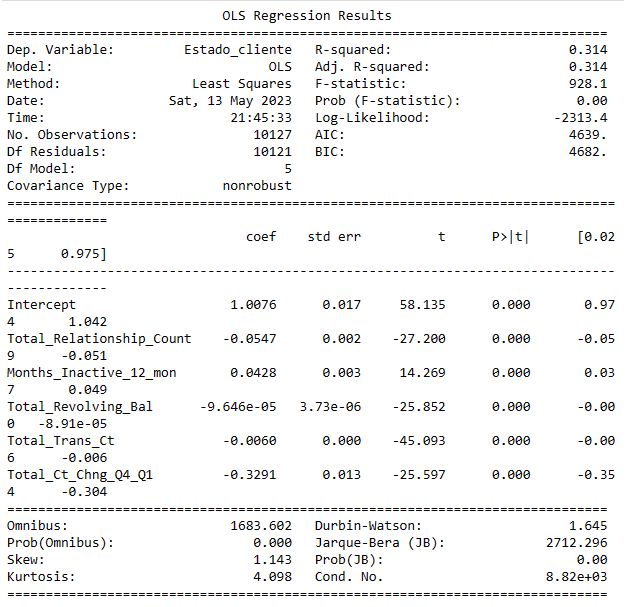 OLS Regression Results
==============================================================================
Dep. Variable:         Estado_cliente   R-squared:                       0.314
Model:                            OLS   Adj. R-squared:                  0.314
Method:                 Least Squares   F-statistic:                     928.1
Date:                Sat, 13 May 2023   Prob (F-statistic):               0.00
Time:                        21:45:33   Log-Likelihood:                -2313.4
No. Observations:               10127   AIC:                             4639.
Df Residuals:                   10121   BIC:                             4682.
Df Model:                           5
Covariance Type:            nonrobust
==============================================================================
=============
coef    std err          t      P>|t|      [0.02
5      0.975]
------------------------------------------------------------------------------
-------------
Intercept                    1.0076      0.017     58.135      0.000       0.97
4       1.042
Total_Relationship_Count    -0.0547      0.002    -27.200      0.000      -0.05
9      -0.051
Months_Inactive_12_mon       0.0428      0.003     14.269      0.000       0.03
7       0.049
Total_Revolving_Bal      -9.646e-05   3.73e-06    -25.852      0.000      -0.00
0   -8.91e-05
Total_Trans_Ct              -0.0060      0.000    -45.093      0.000      -0.00
6      -0.006
Total_Ct_Chng_Q4_Q1         -0.3291      0.013    -25.597      0.000      -0.35
4      -0.304
==============================================================================
Omnibus:                     1683.602   Durbin-Watson:                   1.645
Prob(Omnibus):                  0.000   Jarque-Bera (JB):             2712.296
Skew:                           1.143   Prob(JB):                         0.00
Kurtosis:                       4.098   Cond. No.                     8.82e+03
==============================================================================